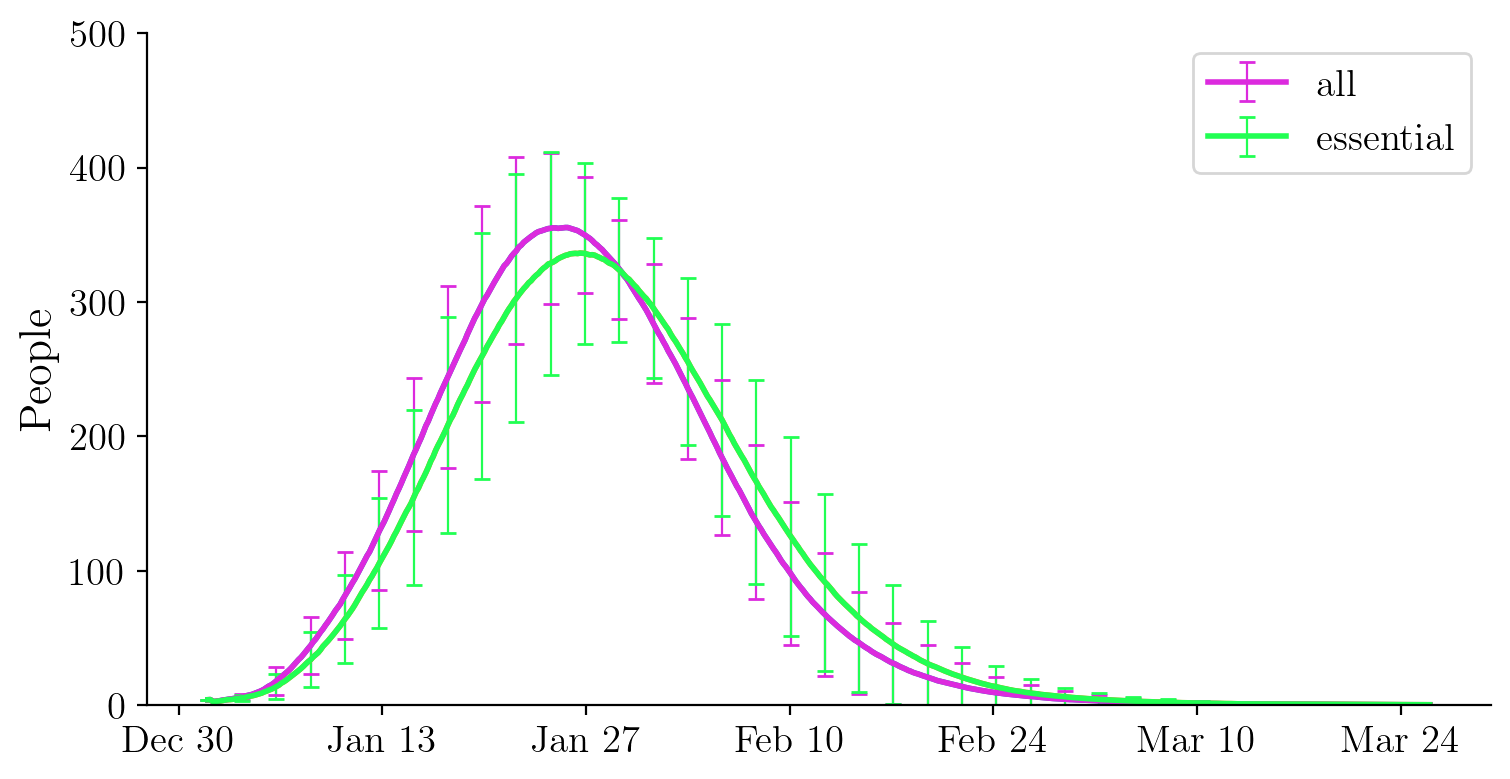 500
400
300
200
100
0
People
Dec 30
Jan 13
Jan 27
Feb 10
Feb 24
Mar 10
Mar 24
all
essential